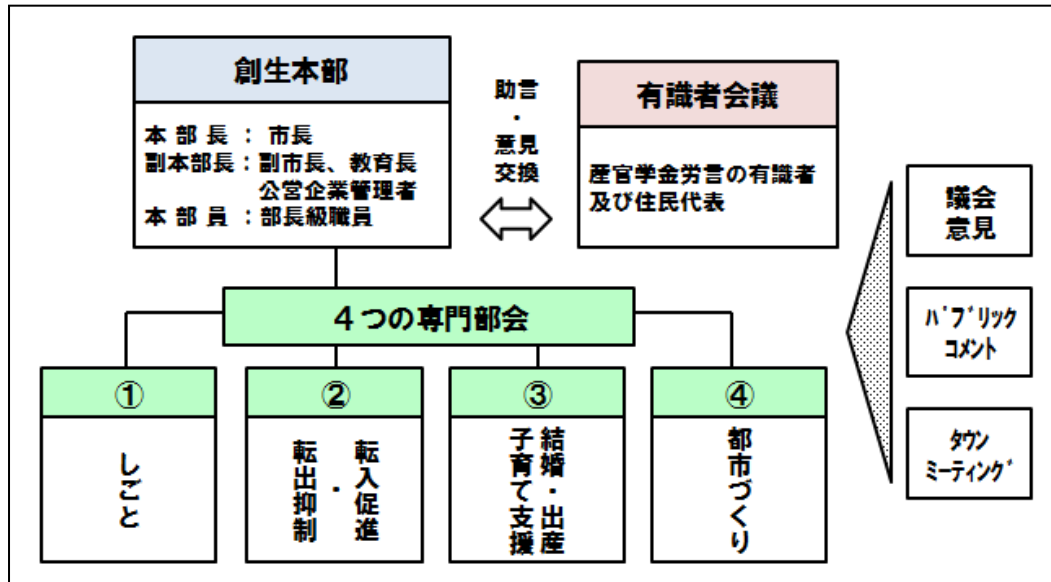 創生本部
本部長：市長
副本部長：副市長、教育長
公営企業管理者
本部員：部長級職員
助言
・
意見
交換
有識者会議
産官学金労言の有識者
及び住民代表
議会
意見
ﾊﾟﾌﾞﾘｯｸ
ｺﾒﾝﾄ
ﾀｳﾝ
ﾐｰﾃｨﾝｸﾞ
４つの専門部会
①
しごと
②
転入促進
・
転出抑制
③
結婚・出産
子育て支援
④
都市づくり